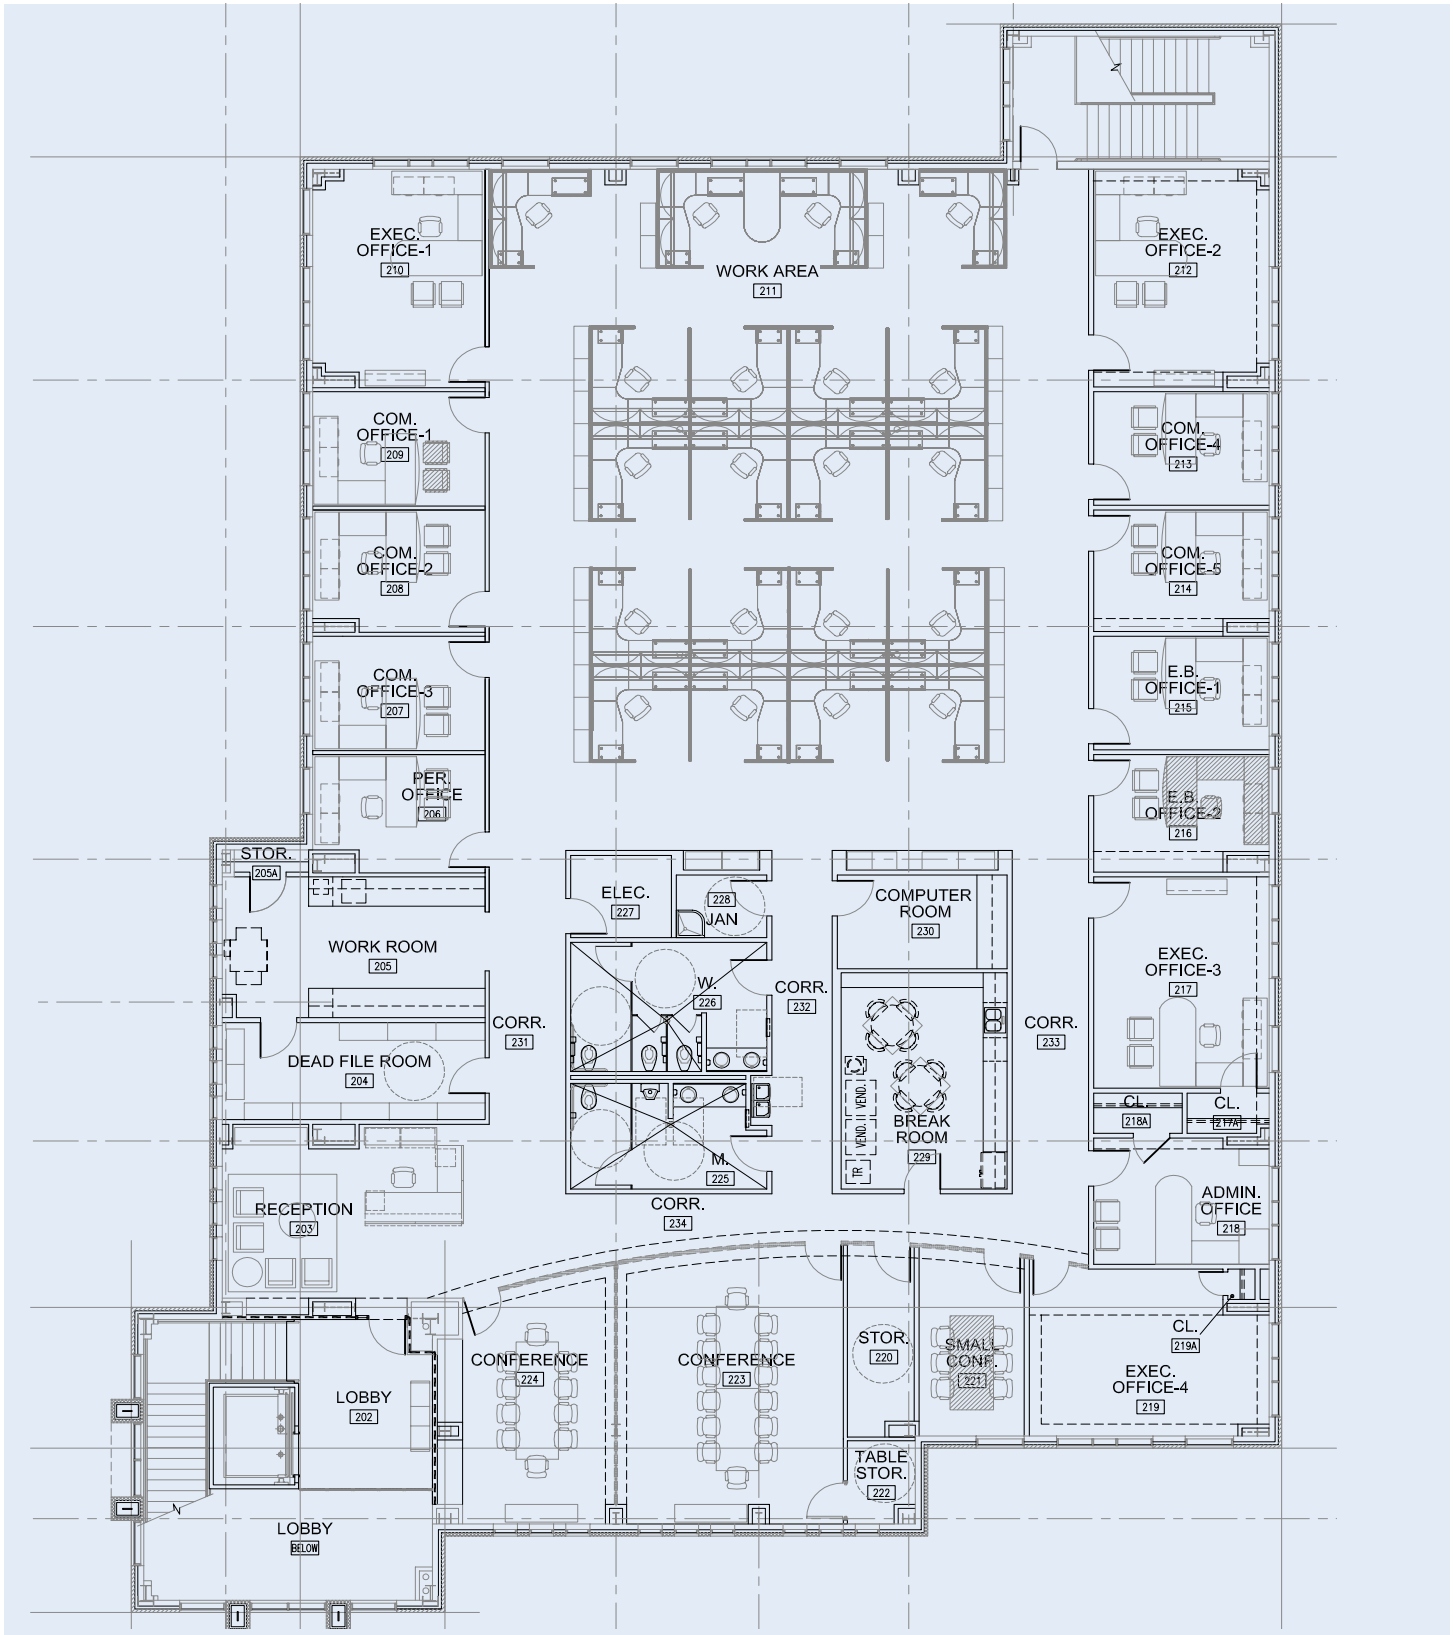 N
EXEC.
OFFICE-1
210
EXEC.
OFFICE-2
212
WORK AREA
211
COM.
OFFICE-1
209
COM.
OFFICE-4
213
COM.
OFFICE-2
208
COM.
OFFICE-5
214
COM.
OFFICE-3
207
E.B.
OFFICE-1
215
PER.
OFFICE
206
E.B.
OFFICE-2
216
STOR.
205A
ELEC.
227
228
JAN
COMPUTER
ROOM
230
WORK ROOM
205
EXEC.
OFFICE-3
217
W.
226
CORR.
232
CORR.
231
CORR.
233
DEAD FILE ROOM
204
VEND.
VEND.
TR
BREAK
ROOM
229
CL.
218A
CL.
217A
M.
225
RECEPTION
203
CORR.
234
ADMIN.
OFFICE
218
CONFERENCE
224
CONFERENCE
223
STOR.
220
SMALL
CONF.
221
CL.
219A
EXEC.
OFFICE-4
219
LOBBY
202
TABLE
STOR.
222
N
LOBBY
BELOW